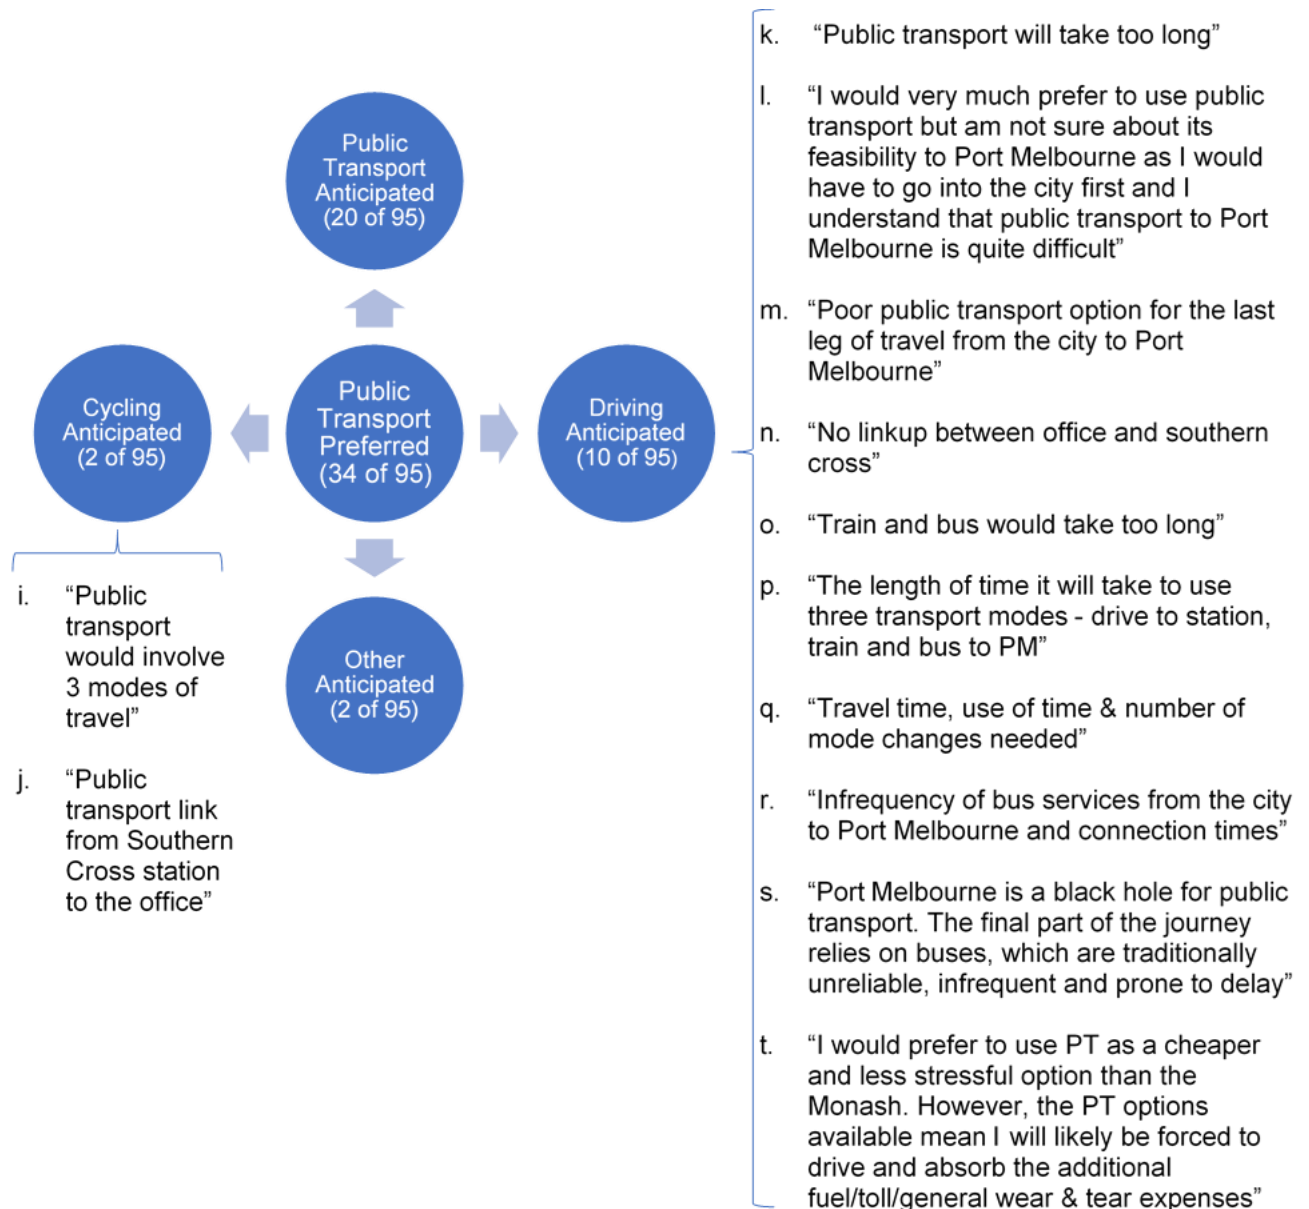 Public
Transport
Anticipated
(20 of 95)
Cycling
Anticipated
(2 of 95)
Public
Transport
Preferred
(34 of 95)
Driving
Anticipated
(10 of 95)
Other
Anticipated
(2 of 95)
i. “Public
transport
would involve
3 modes of
travel”
j. “Public
transport link
from Southern
Cross station
to the office”
k. “Public transport will take too long”
l. “I would very much prefer to use public
transport but am not sure about its
feasibility to Port Melbourne as I would
have to go into the city first and I
understand that public transport to Port
Melbourne is quite difficult”
m. “Poor public transport option for the last
leg of travel from the city to Port
Melbourne”
n. “No linkup between office and southern
cross”
o. “Train and bus would take too long”
p. “The length of time it will take to use
three transport modes - drive to station,
train and bus to PM”
q. “Travel time, use of time & number of
mode changes needed”
r. “Infrequency of bus services from the city
to Port Melbourne and connection times”
s. “Port Melbourne is a black hole for public
transport. The final part of the journey
relies on buses, which are traditionally
unreliable, infrequent and prone to delay”
t. “I would prefer to use PT as a cheaper
and less stressful option than the
Monash. However, the PT options
available mean I will likely be forced to
drive and absorb the additional
fuel/toll/general wear & tear expenses”